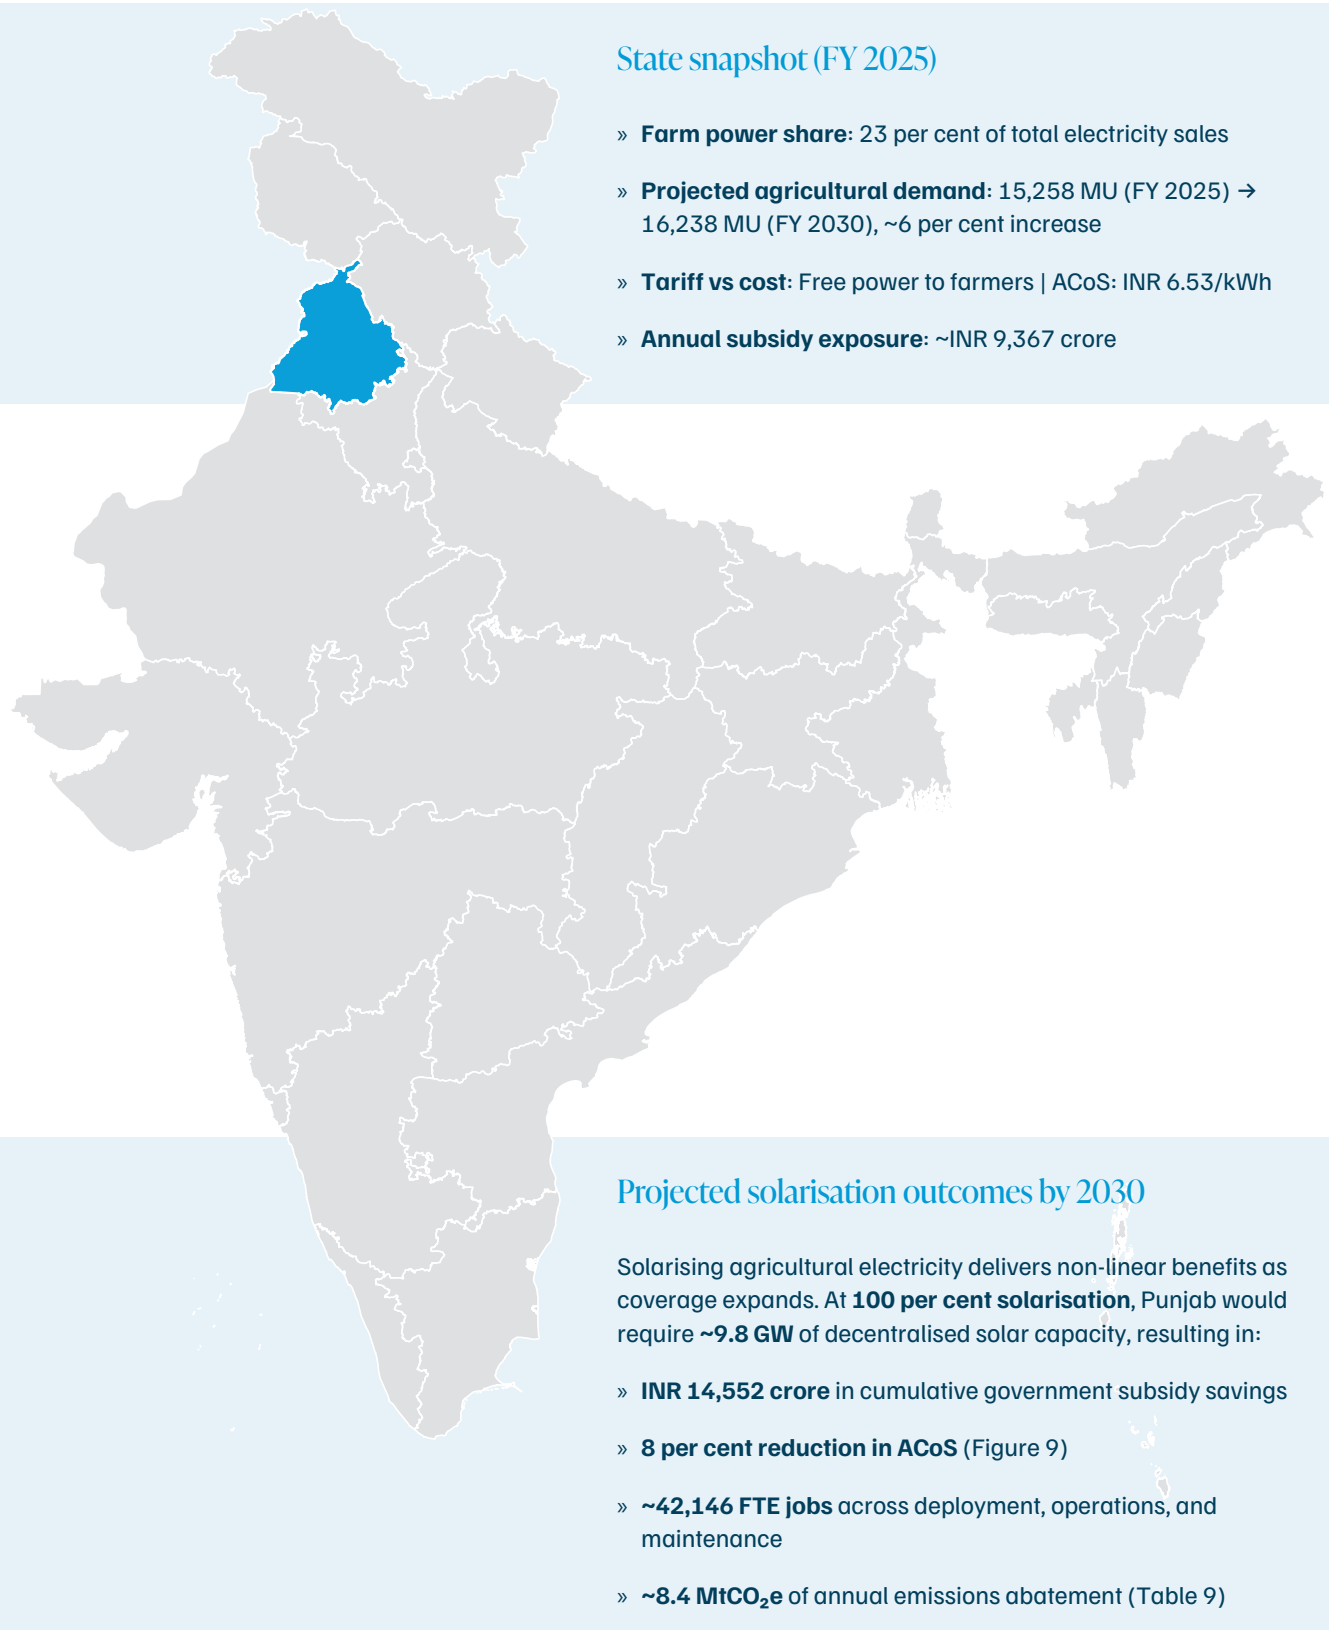 State snapshot (FY 2025)
» Farm power share: 23 per cent of total electricity sales
» Projected agricultural demand: 15,258 MU (FY 2025) →
16,238 MU (FY 2030), ~6 per cent increase
» Tariff vs cost: Free power to farmers | ACoS: INR 6.53/kWh
» Annual subsidy exposure: ~INR 9,367 crore
Projected solarisation outcomes by 2030
Solarising agricultural electricity delivers non-linear benefits as
coverage expands. At 100 per cent solarisation, Punjab would
require ~9.8 GW of decentralised solar capacity, resulting in:
» INR 14,552 crore in cumulative government subsidy savings
» 8 per cent reduction in ACoS (Figure 9)
» ~42,146 FTE jobs across deployment, operations, and
maintenance
» ~8.4 MtCO₂e of annual emissions abatement (Table 9)